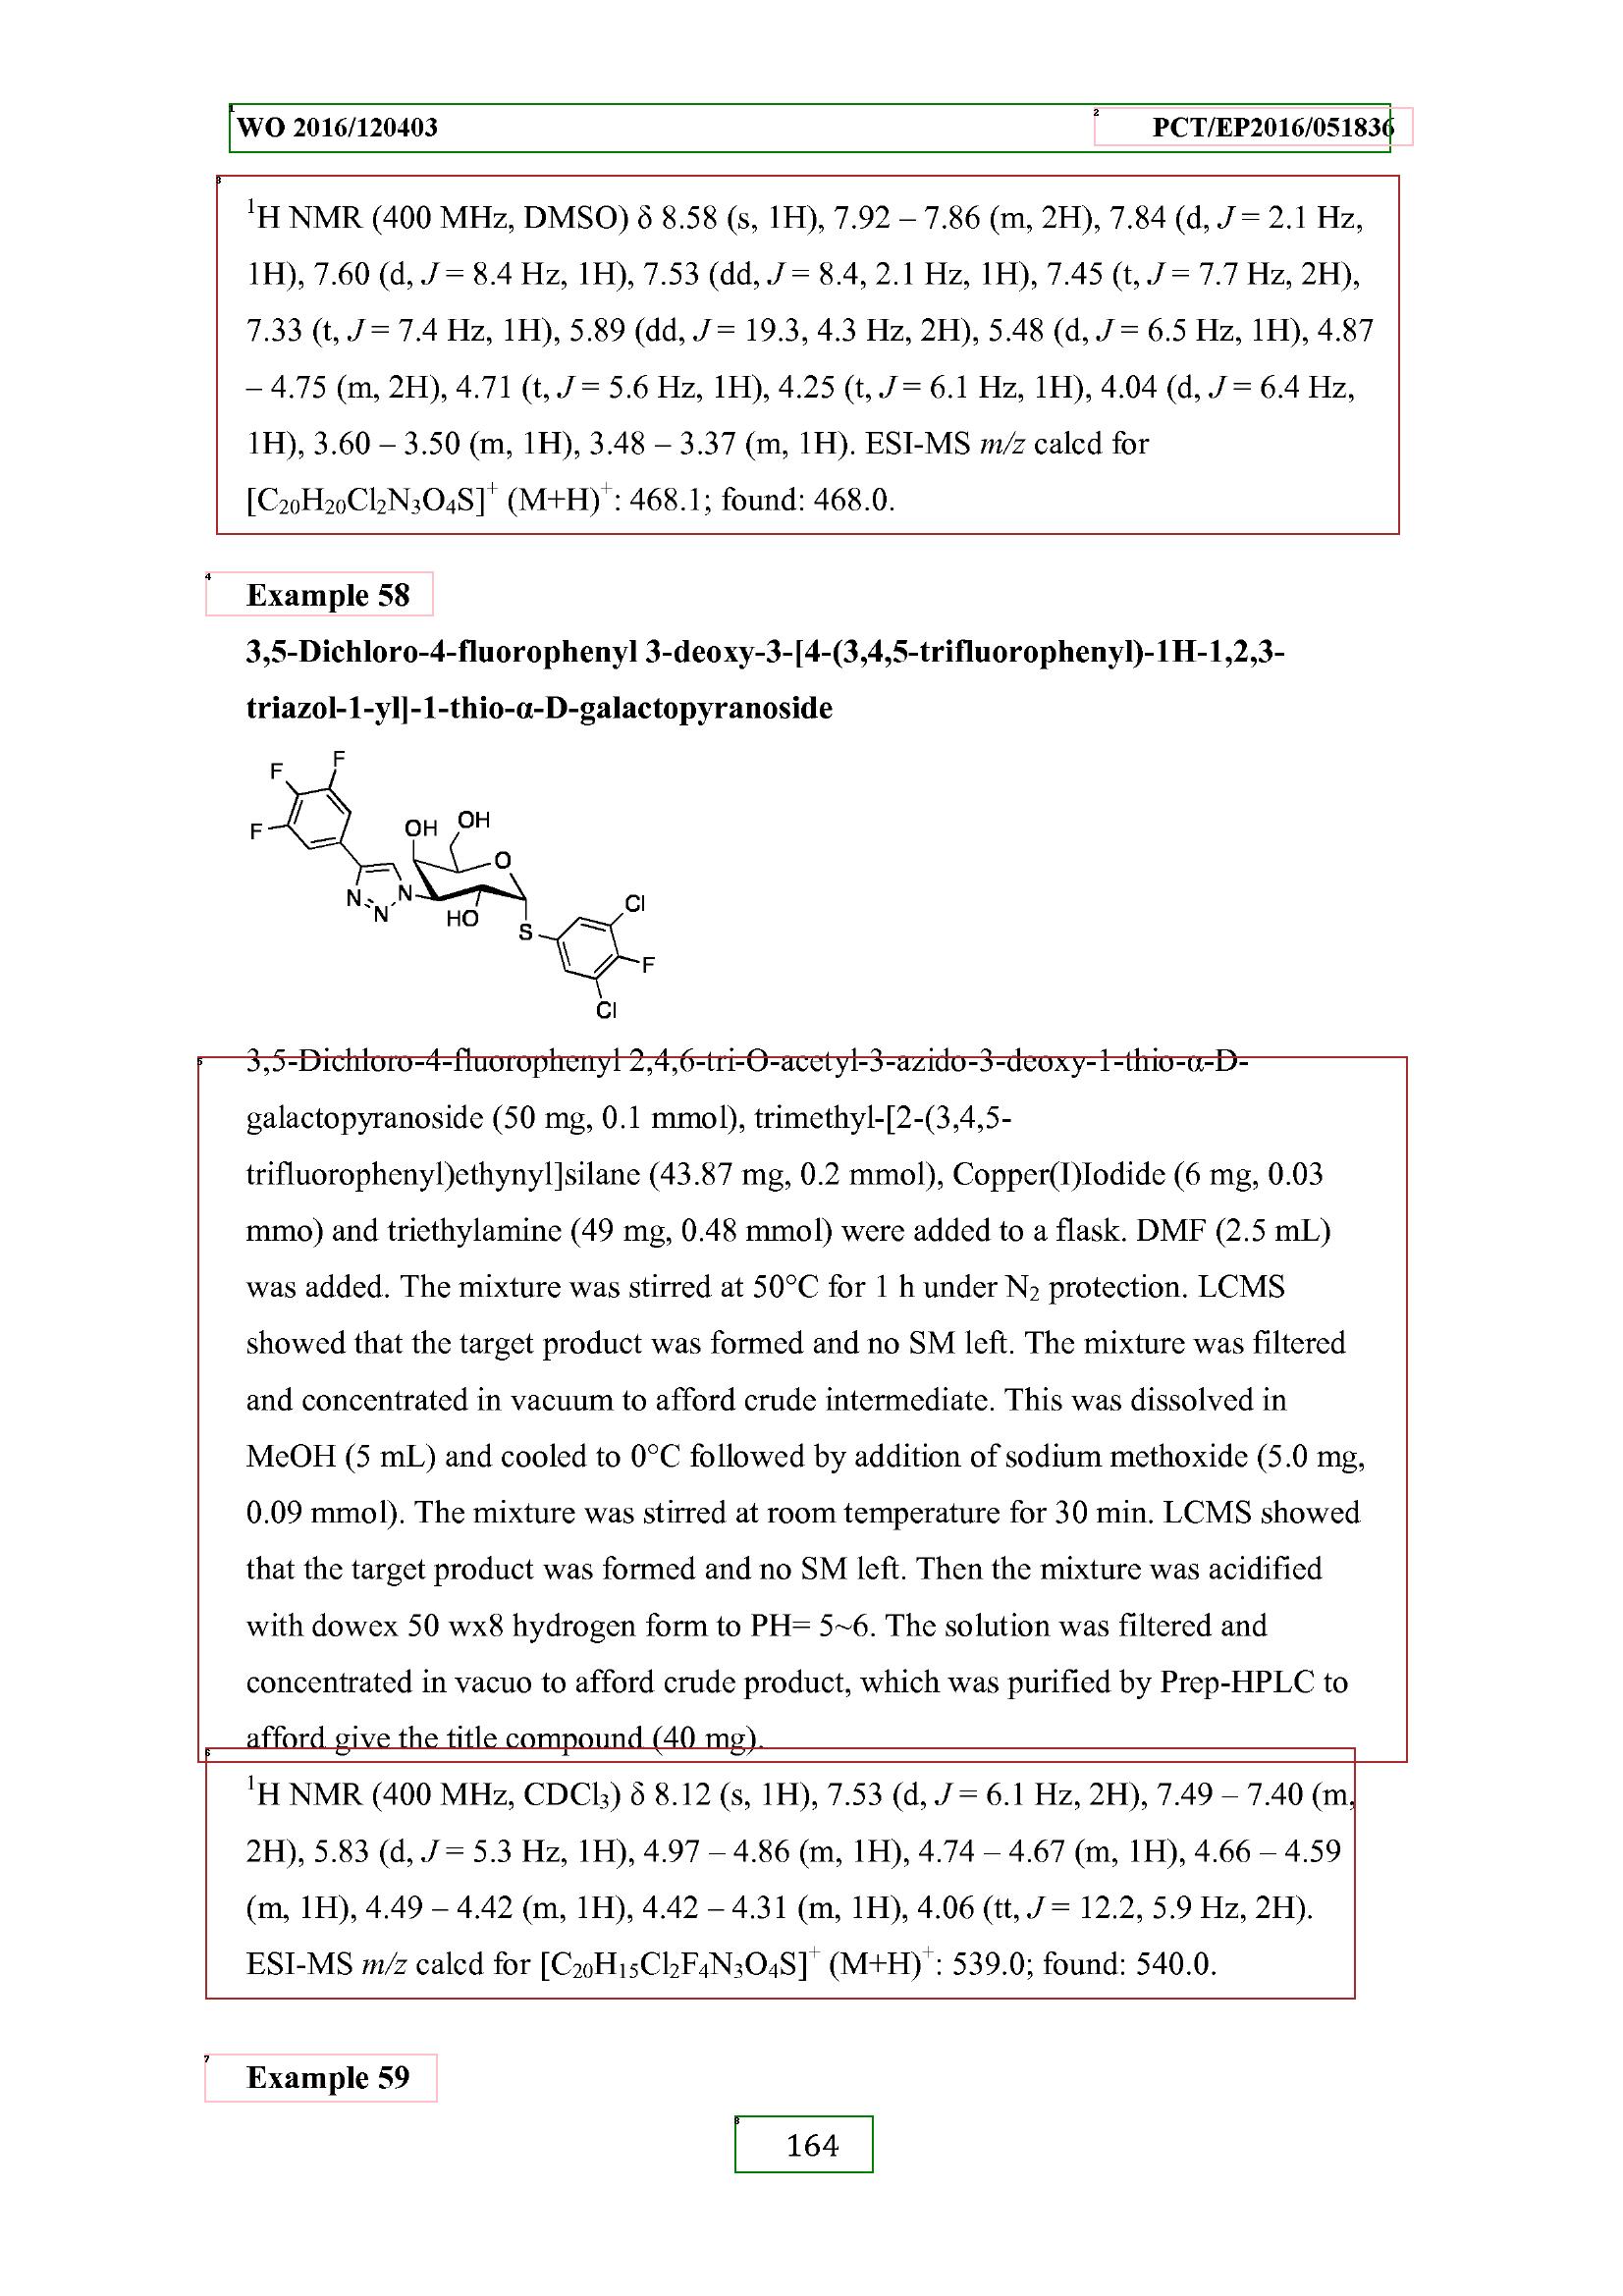 WO 2016/120403 PCT/EP2016/051836
¹H NMR (400 MHz, DMSO) δ 8.58 (s, 1H), 7.92 – 7.86 (m, 2H), 7.84 (d, J = 2.1 Hz,
1H), 7.60 (d, J = 8.4 Hz, 1H), 7.53 (dd, J = 8.4, 2.1 Hz, 1H), 7.45 (t, J = 7.7 Hz, 2H),
7.33 (t, J = 7.4 Hz, 1H), 5.89 (dd, J = 19.3, 4.3 Hz, 2H), 5.48 (d, J = 6.5 Hz, 1H), 4.87
– 4.75 (m, 2H), 4.71 (t, J = 5.6 Hz, 1H), 4.25 (t, J = 6.1 Hz, 1H), 4.04 (d, J = 6.4 Hz,
1H), 3.60 – 3.50 (m, 1H), 3.48 – 3.37 (m, 1H). ESI-MS m/z calcd for
[C₂₀H₂₀Cl₂N₃O₄S]⁺ (M+H)⁺: 468.1; found: 468.0.
Example 58
3,5-Dichloro-4-fluorophenyl 3-deoxy-3-[4-(3,4,5-trifluorophenyl)-1H-1,2,3-
triazol-1-yl]-1-thio-α-D-galactopyranoside
F
F
F
OH
OH
O
N
N
N
HO
S
Cl
F
Cl
3,5-Dichloro-4-fluorophenyl 2,4,6-tri-O-acetyl-3-azido-3-deoxy-1-thio-α-D-
galactopyranoside (50 mg, 0.1 mmol), trimethyl-[2-(3,4,5-
trifluorophenyl)ethynyl]silane (43.87 mg, 0.2 mmol), Copper(I)Iodide (6 mg, 0.03
mmo) and triethylamine (49 mg, 0.48 mmol) were added to a flask. DMF (2.5 mL)
was added. The mixture was stirred at 50°C for 1 h under N₂ protection. LCMS
showed that the target product was formed and no SM left. The mixture was filtered
and concentrated in vacuum to afford crude intermediate. This was dissolved in
MeOH (5 mL) and cooled to 0°C followed by addition of sodium methoxide (5.0 mg,
0.09 mmol). The mixture was stirred at room temperature for 30 min. LCMS showed
that the target product was formed and no SM left. Then the mixture was acidified
with dowex 50 wx8 hydrogen form to PH= 5~6. The solution was filtered and
concentrated in vacuo to afford crude product, which was purified by Prep-HPLC to
afford give the title compound (40 mg).
¹H NMR (400 MHz, CDCl₃) δ 8.12 (s, 1H), 7.53 (d, J = 6.1 Hz, 2H), 7.49 – 7.40 (m,
2H), 5.83 (d, J = 5.3 Hz, 1H), 4.97 – 4.86 (m, 1H), 4.74 – 4.67 (m, 1H), 4.66 – 4.59
(m, 1H), 4.49 – 4.42 (m, 1H), 4.42 – 4.31 (m, 1H), 4.06 (tt, J = 12.2, 5.9 Hz, 2H).
ESI-MS m/z calcd for [C₂₀H₁₅Cl₂F₄N₃O₄S]⁺ (M+H)⁺: 539.0; found: 540.0.
Example 59
164